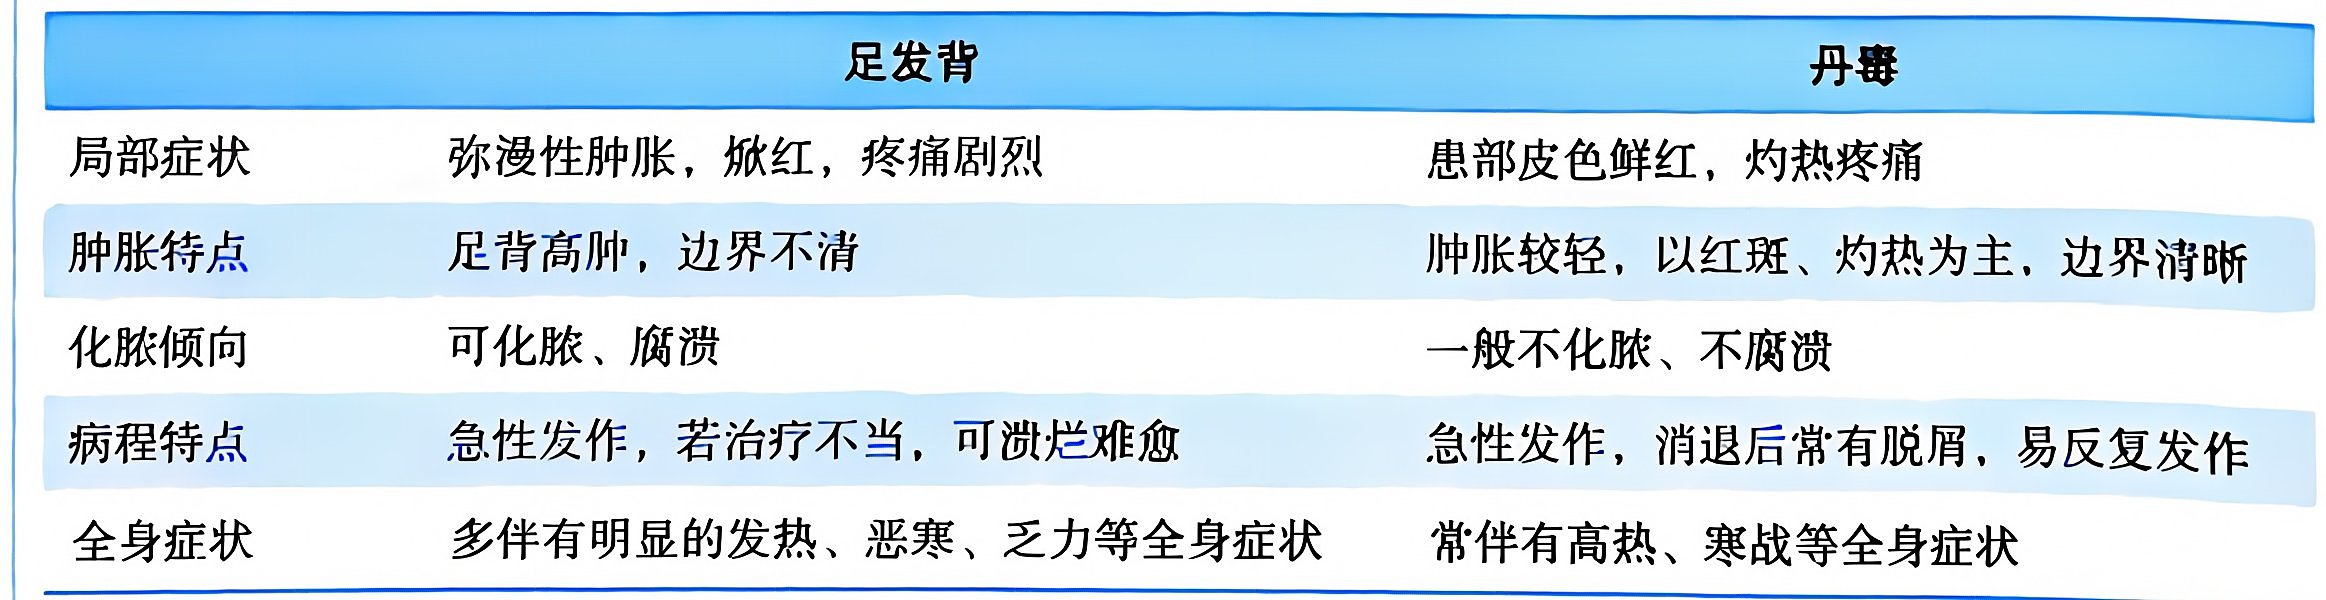 足发背 丹毒
局部症状 弥漫性肿胀，焮红，疼痛剧烈 患部皮色鲜红，灼热疼痛
肿胀特点 足背高肿，边界不清 肿胀较轻，以红斑、灼热为主，边界清晰
化脓倾向 可化脓、腐溃 一般不化脓、不腐溃
病程特点 急性发作，若治疗不当，可溃烂难愈 急性发作，消退后常有脱屑，易反复发作
全身症状 多伴有明显的发热、恶寒、乏力等全身症状 常伴有高热、寒战等全身症状